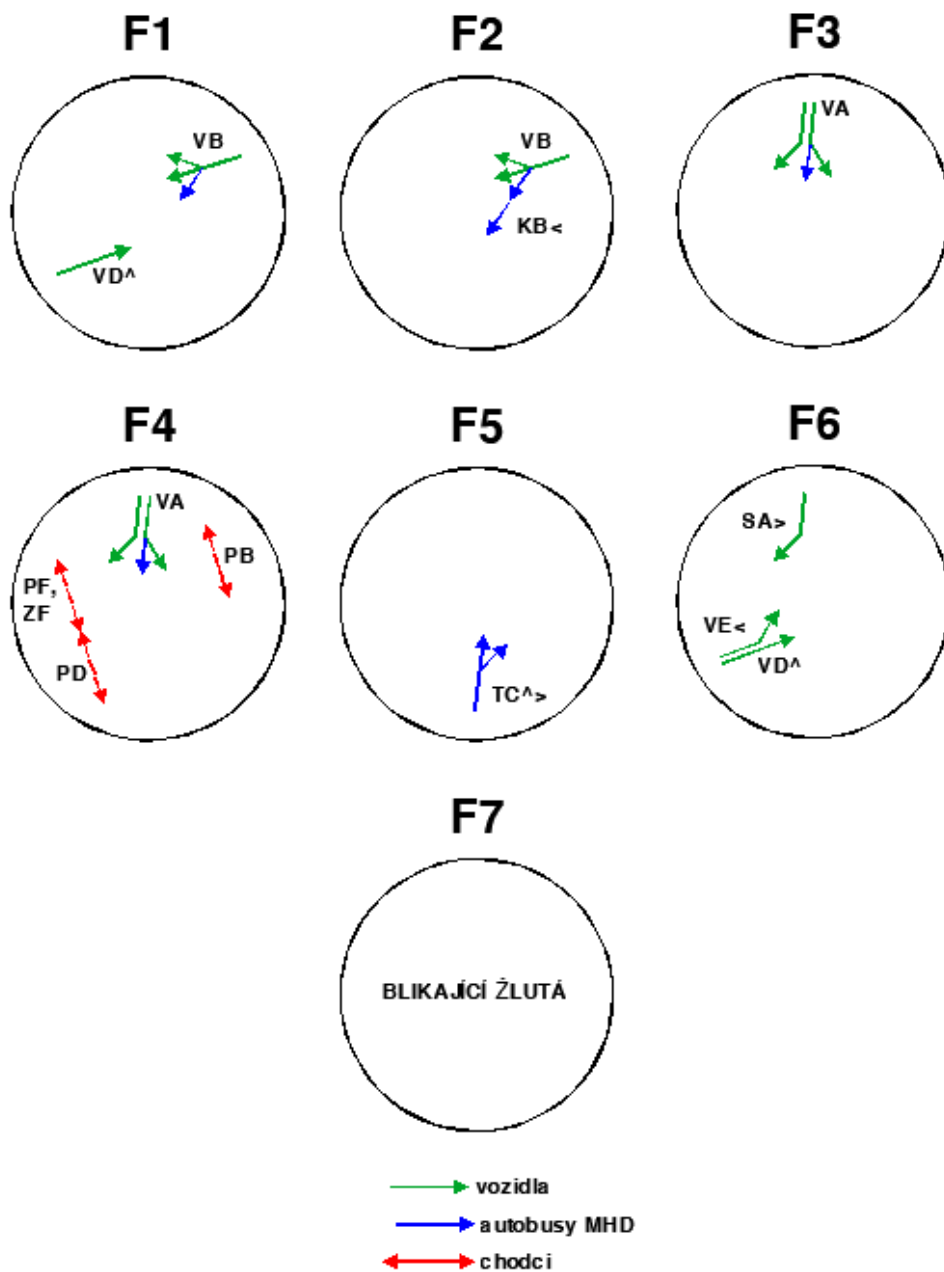 F1
F2
F3
VB
VD^
VB
KB<
VA
F4
F5
F6
VA
PB
PF,
ZF
PD
TC^>
SA>
VE<
VD^
F7
BLIKAJÍCÍ ŽLUTÁ
vozidla
autobusy MHD
chodci